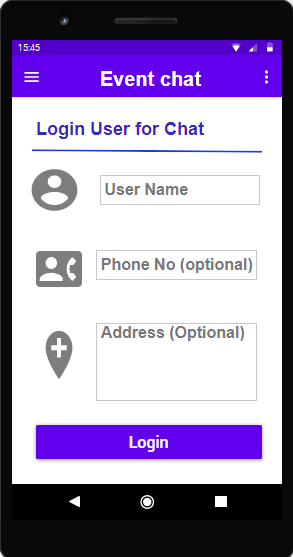 15:45
Event chat
Login User for Chat
User Name
Phone No (optional)
Address (Optional)
Login